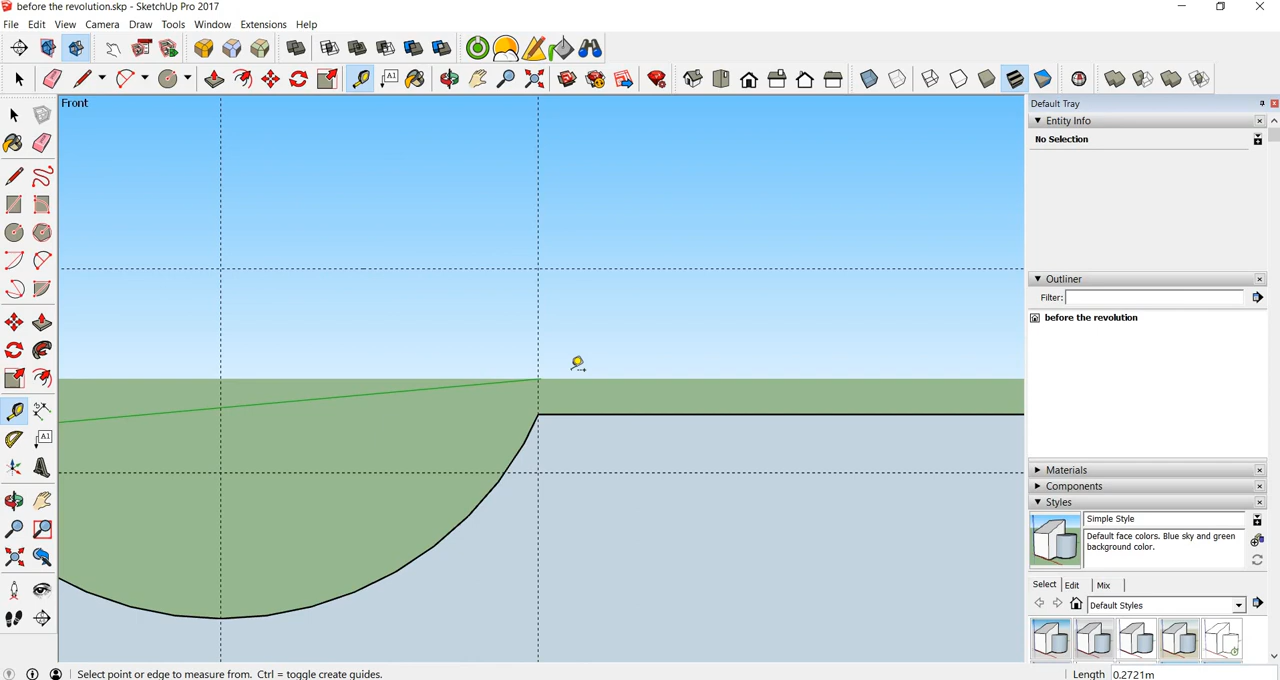 before the revolution.skp - SketchUp Pro 2017
File Edit View Camera Draw Tools Window Extensions Help
A1
Front
Default Tray
Entity Info
No Selection
A1
Outliner
Filter:
before the revolution
Materials
Components
Styles
Simple Style
Default face colors. Blue sky and green
background color.
Select Edit Mix
Default Styles
Select point or edge to measure from. Ctrl = toggle create guides.
Length 0.2721m